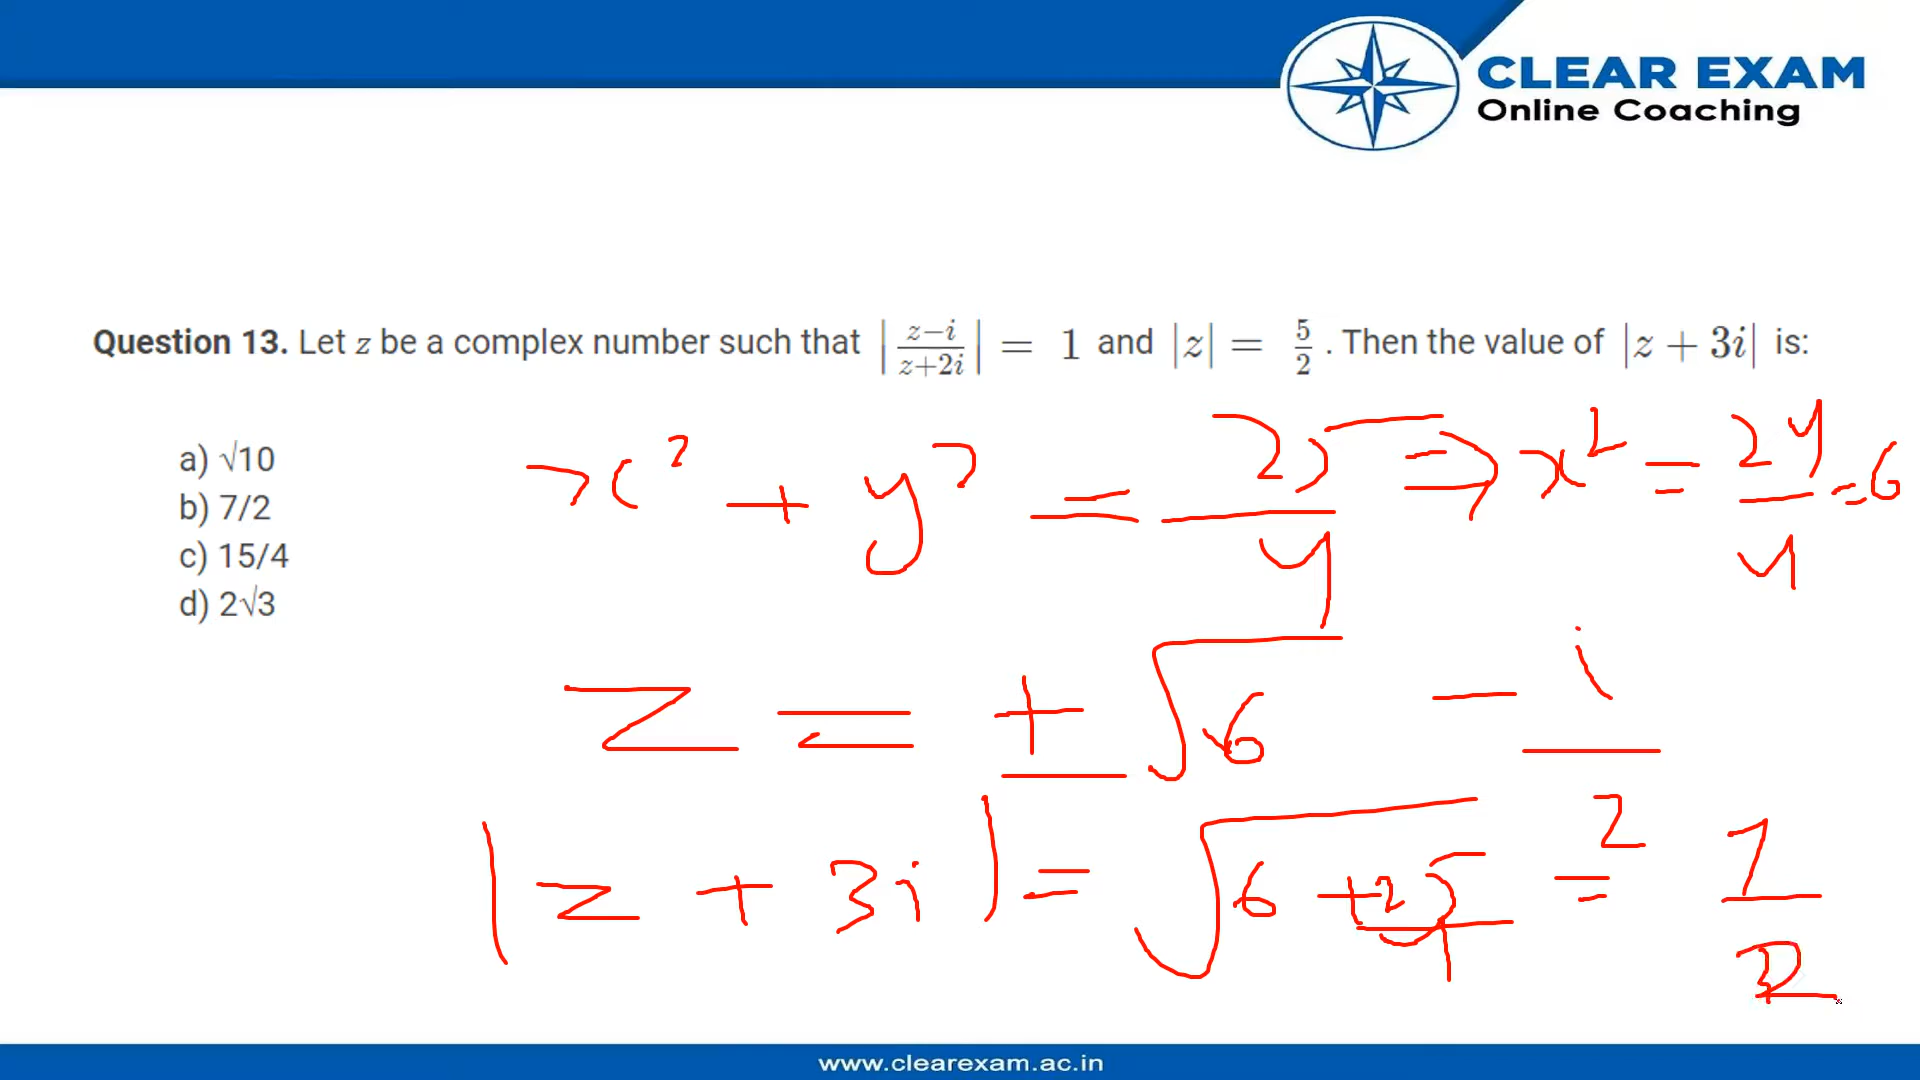 CLEAR EXAM
Online Coaching
Question 13. Let z be a complex number such that |z−i/z+2i| = 1 and |z| = 5/2. Then the value of |z + 3i| is:
a) √10
b) 7/2
c) 15/4
d) 2√3
x² + y² = 25/4 => x² = 24/4 = 6
z = ± √6 − i/2
|z + 3i| = √6 + 25/4 = 7/2
www.clearexam.ac.in